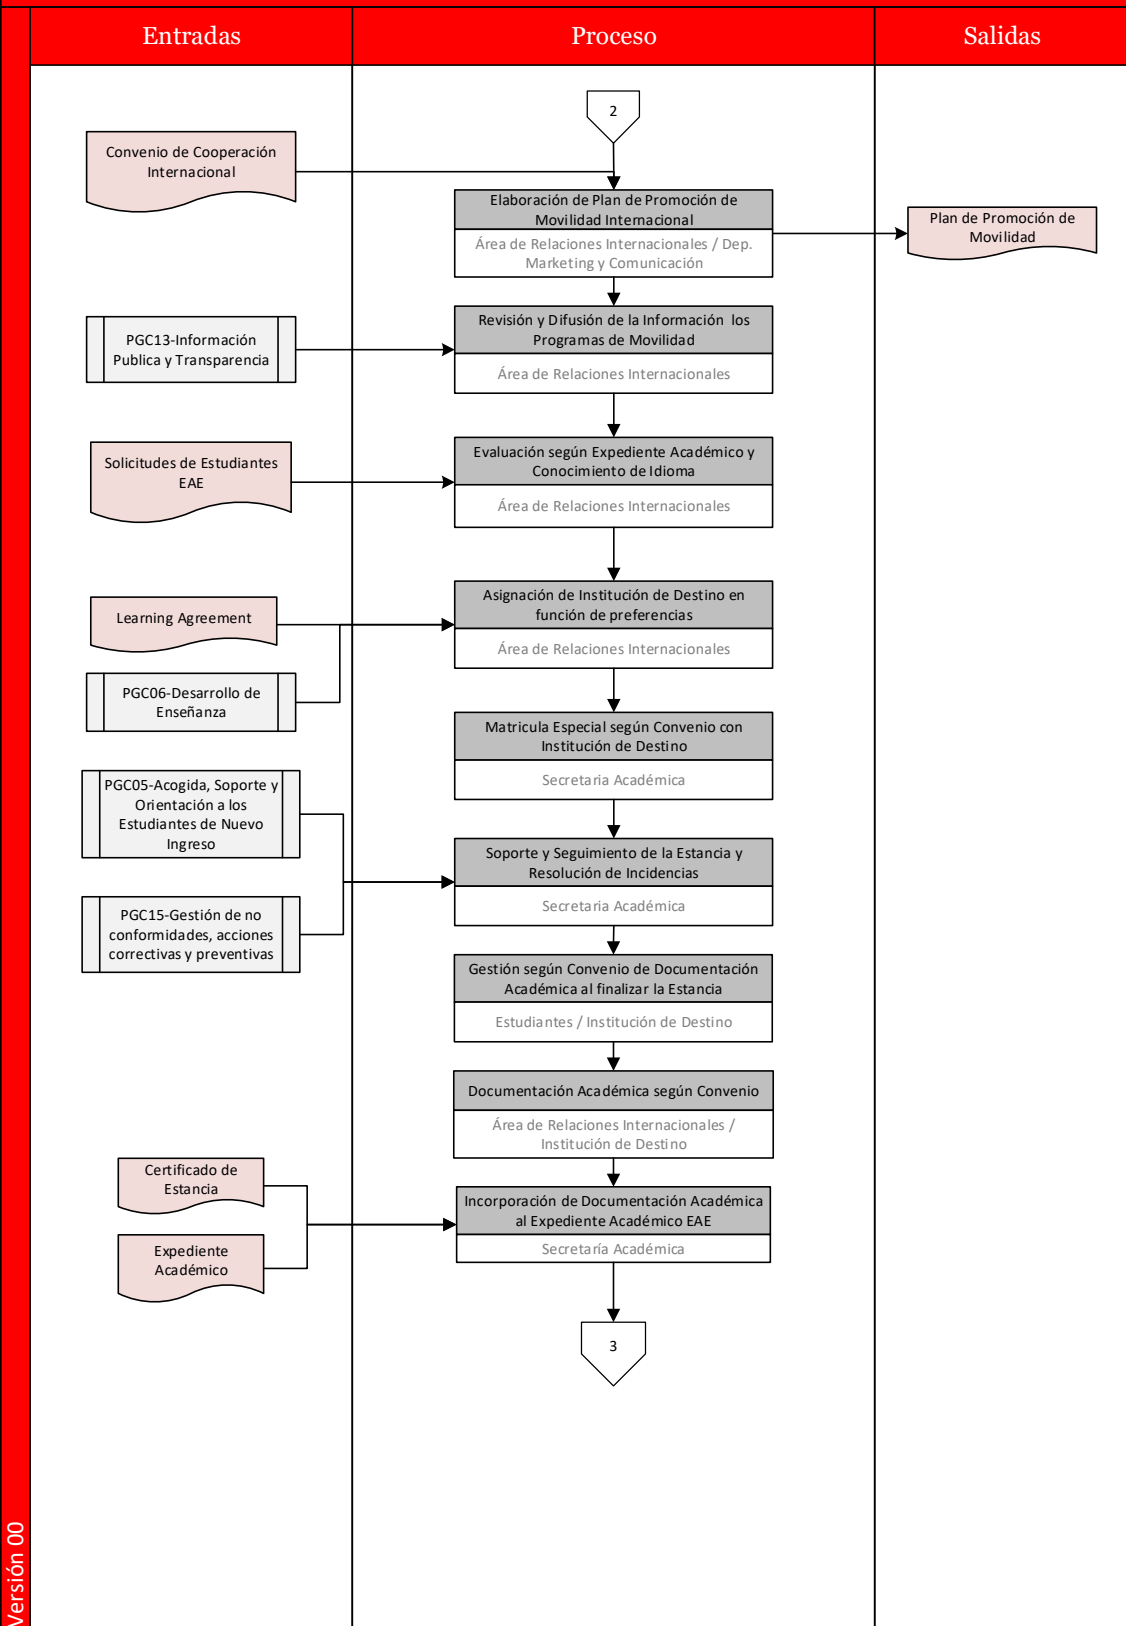 Entradas
Proceso
Salidas
2
Convenio de Cooperación
Internacional
Elaboración de Plan de Promoción de
Movilidad Internacional
Área de Relaciones Internacionales / Dep.
Marketing y Comunicación
Plan de Promoción de
Movilidad
PGC13-Información
Publica y Transparencia
Revisión y Difusión de la Información  los
Programas de Movilidad
Área de Relaciones Internacionales
Solicitudes de Estudiantes
EAE
Evaluación según Expediente Académico y
Conocimiento de Idioma
Área de Relaciones Internacionales
Learning Agreement
PGC06-Desarrollo de
Enseñanza
Asignación de Institución de Destino en
función de preferencias
Área de Relaciones Internacionales
Matricula Especial según Convenio con
Institución de Destino
Secretaria Académica
PGC05-Acogida, Soporte y
Orientación a los
Estudiantes de Nuevo
Ingreso
PGC15-Gestión de no
conformidades, acciones
correctivas y preventivas
Soporte y Seguimiento de la Estancia y
Resolución de Incidencias
Secretaria Académica
Gestión según Convenio de Documentación
Académica al finalizar la Estancia
Estudiantes / Institución de Destino
Documentación Académica según Convenio
Área de Relaciones Internacionales /
Institución de Destino
Certificado de
Estancia
Expediente
Académico
Incorporación de Documentación Académica
al Expediente Académico EAE
Secretaría Académica
3
Versión 00